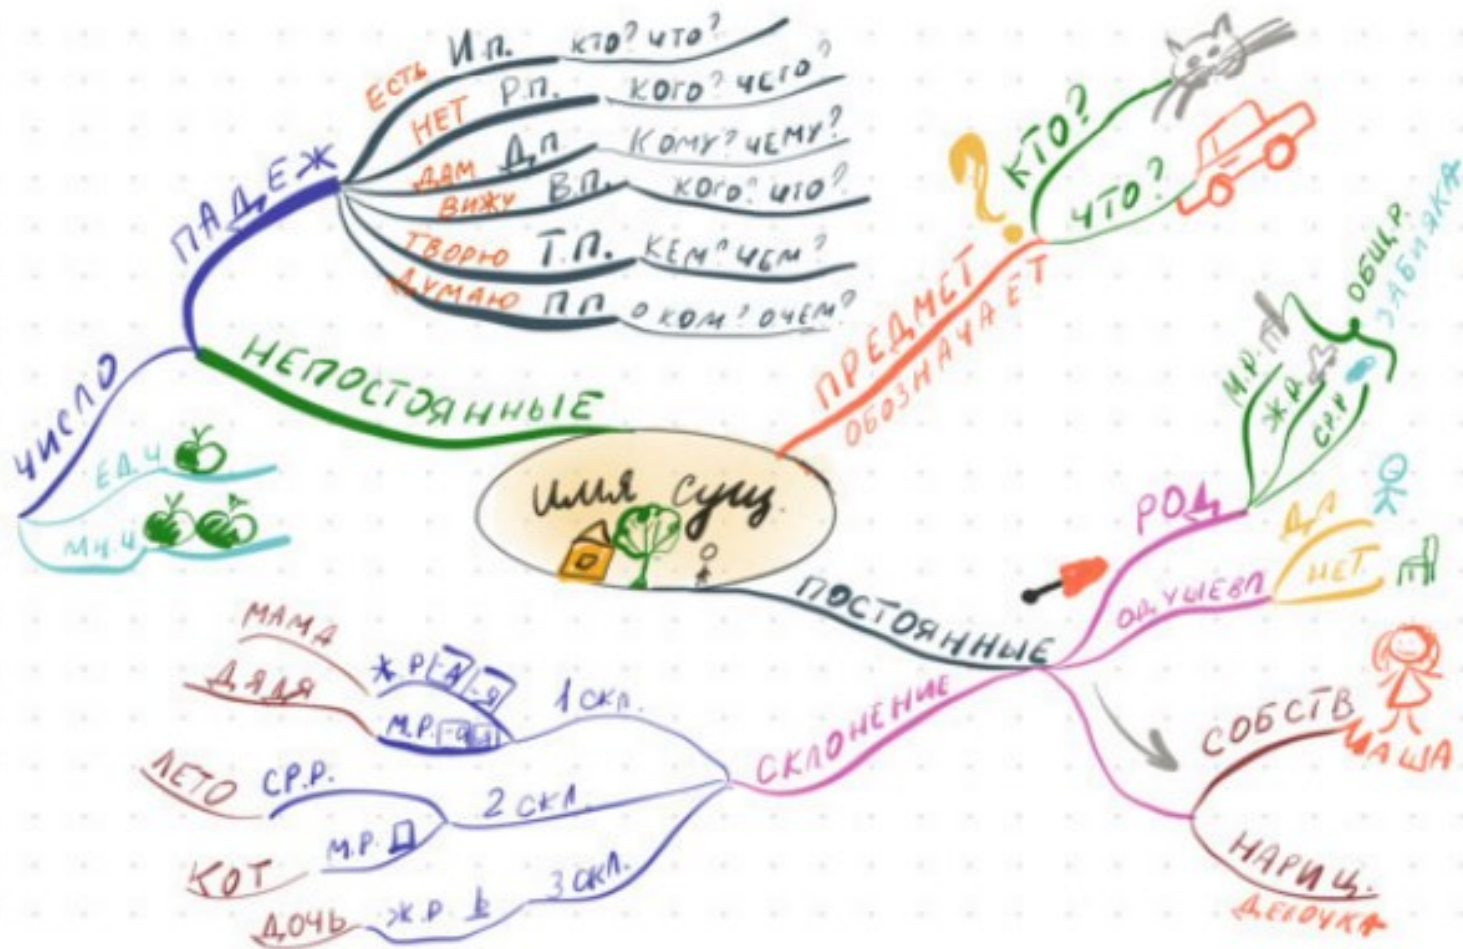 ИМЯ СУЩ.
НЕПОСТОЯННЫЕ
ПАДЕЖ
ЕСТЬ И.П. КТО? ЧТО?
НЕТ Р.П. КОГО? ЧЕГО?
ДАМ Д.П. КОМУ? ЧЕМУ?
ВИЖУ В.П. КОГО? ЧТО?
ТВОРЮ Т.П. КЕМ? ЧЕМ?
ДУМАЮ П.П О КОМ? О ЧЕМ?
ЧИСЛО
ЕД.Ч
МН.Ч
ПРЕДМЕТ
ОБОЗНАЧАЕТ
?
КТО?
ЧТО?
ПОСТОЯННЫЕ
РОД
М.Р.
Ж.Р.
СР.Р
ОБЩ.Р.
ЗАБИЯКА
ОДУШЕВЛ
ДА
НЕТ.
СОБСТВ
МАША
НАРИЦ.
ДЕВОЧКА
СКЛОНЕНИЕ
1 СКЛ.
Ж.Р -А -Я
МАМА
М.Р. -А -Я
ДЯДЯ
2 СКЛ.
СР.Р.
ЛЕТО
М.Р.
КОТ
3 СКЛ.
Ж.Р Ь
ДОЧЬ